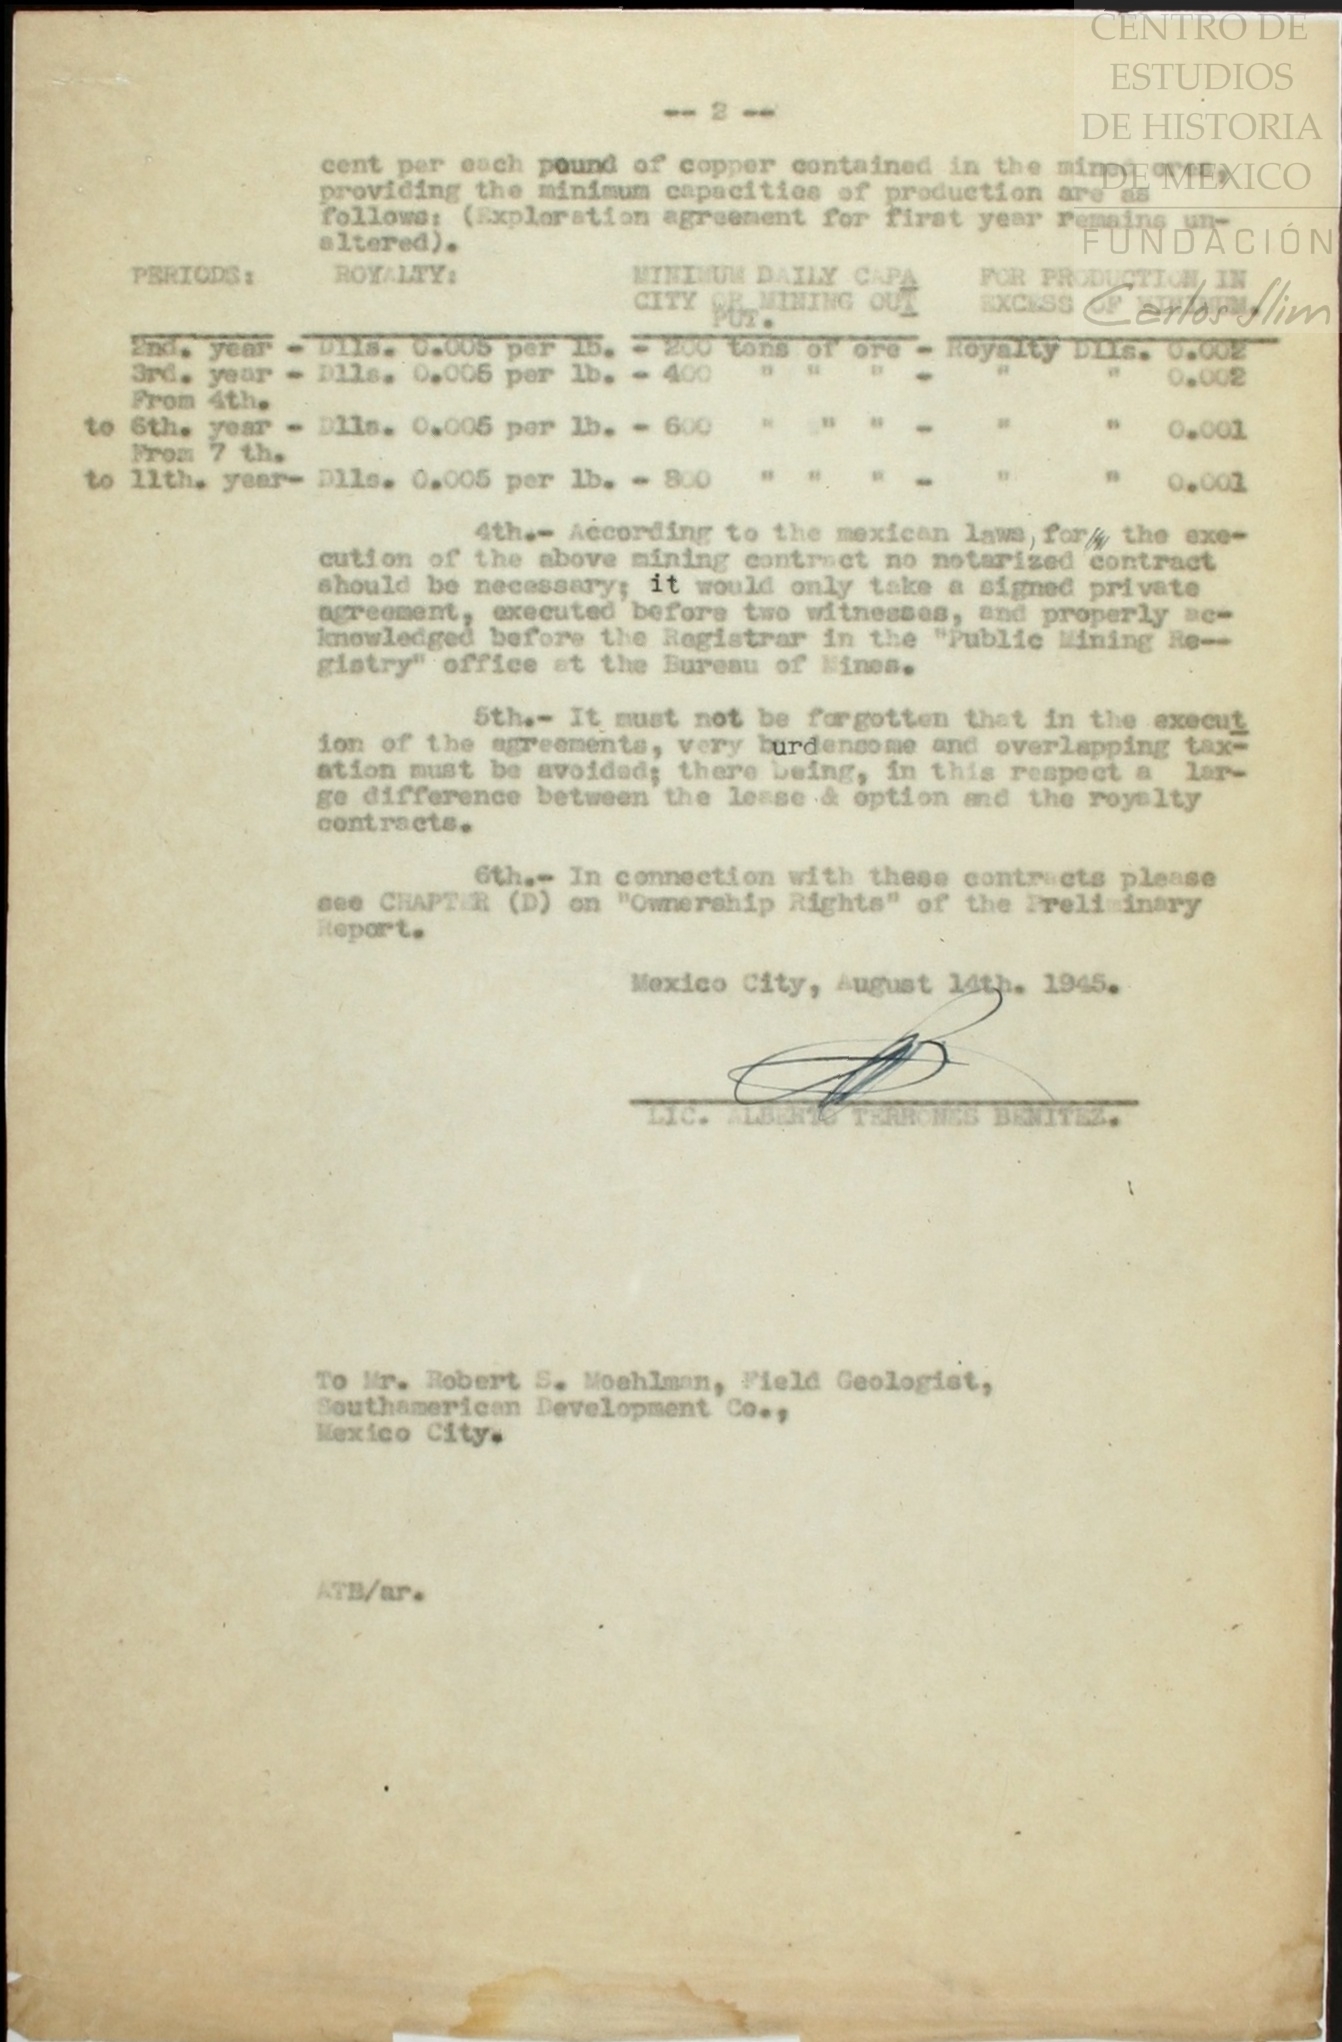 CENTRO DE
ESTUDIOS
DE HISTORIA
DE MEXICO
FUNDACIÓN
Carlos Slim
-- 2 --
cent per each pound of copper contained in the mined ores,
providing the minimum capacities of production are as
follows: (Exploration agreement for first year remains un-
altered).
PERIODS: ROYALTY: MINIMUM DAILY CAPA FOR PRODUCTION IN
CITY OR MINING OUT EXCESS OF MINIMUM.
PUT.
2nd. year - Dlls. 0.005 per lb. - 200 tons of ore - Royalty Dlls. 0.002
3rd. year - Dlls. 0.005 per lb. - 400 " " " - " " 0.002
From 4th.
to 6th. year - Dlls. 0.005 per lb. - 600 " " " - " " 0.001
From 7 th.
to 11th. year- Dlls. 0.005 per lb. - 800 " " " - " " 0.001
4th.- According to the mexican laws, for the exe-
cution of the above mining contract no notarized contract
should be necessary; it would only take a signed private
agreement, executed before two witnesses, and properly ac-
knowledged before the Registrar in the "Public Mining Re--
gistry" office at the Bureau of Mines.
5th.- It must not be forgotten that in the execut
ion of the agreements, very burdensome and overlapping tax-
ation must be avoided; there being, in this respect a lar-
ge difference between the lease & option and the royalty
contracts.
6th.- In connection with these contracts please
see CHAPTER (D) on "Ownership Rights" of the Preliminary
Report.
Mexico City, August 14th. 1945.
LIC. ALBERTO TERRONES BENITEZ.
To Mr. Robert S. Moehlman, Field Geologist,
Southamerican Development Co.,
Mexico City.
ATB/ar.